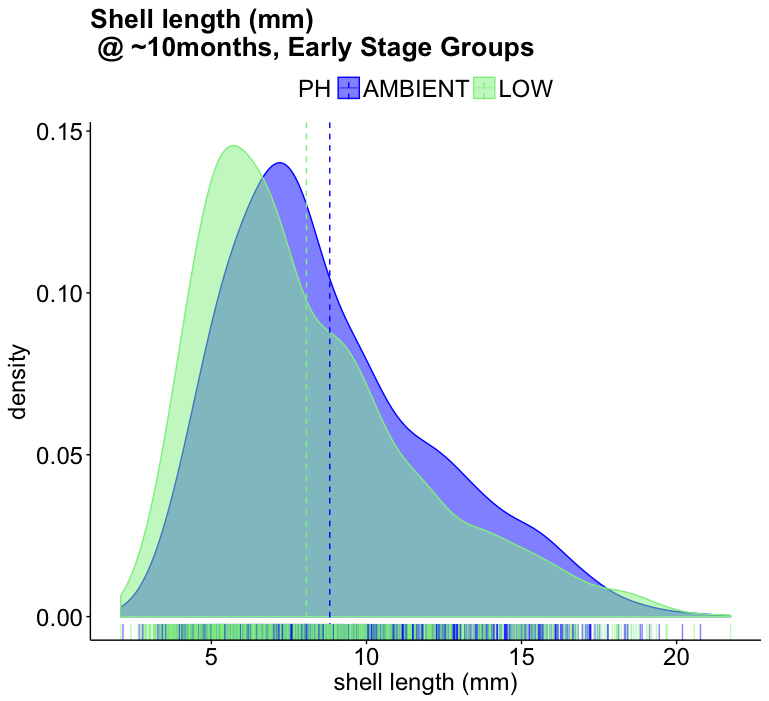 Shell length (mm)
@ ~10months, Early Stage Groups
PH AMBIENT LOW
0.15
0.10
0.05
0.00
density
5 10 15 20
shell length (mm)